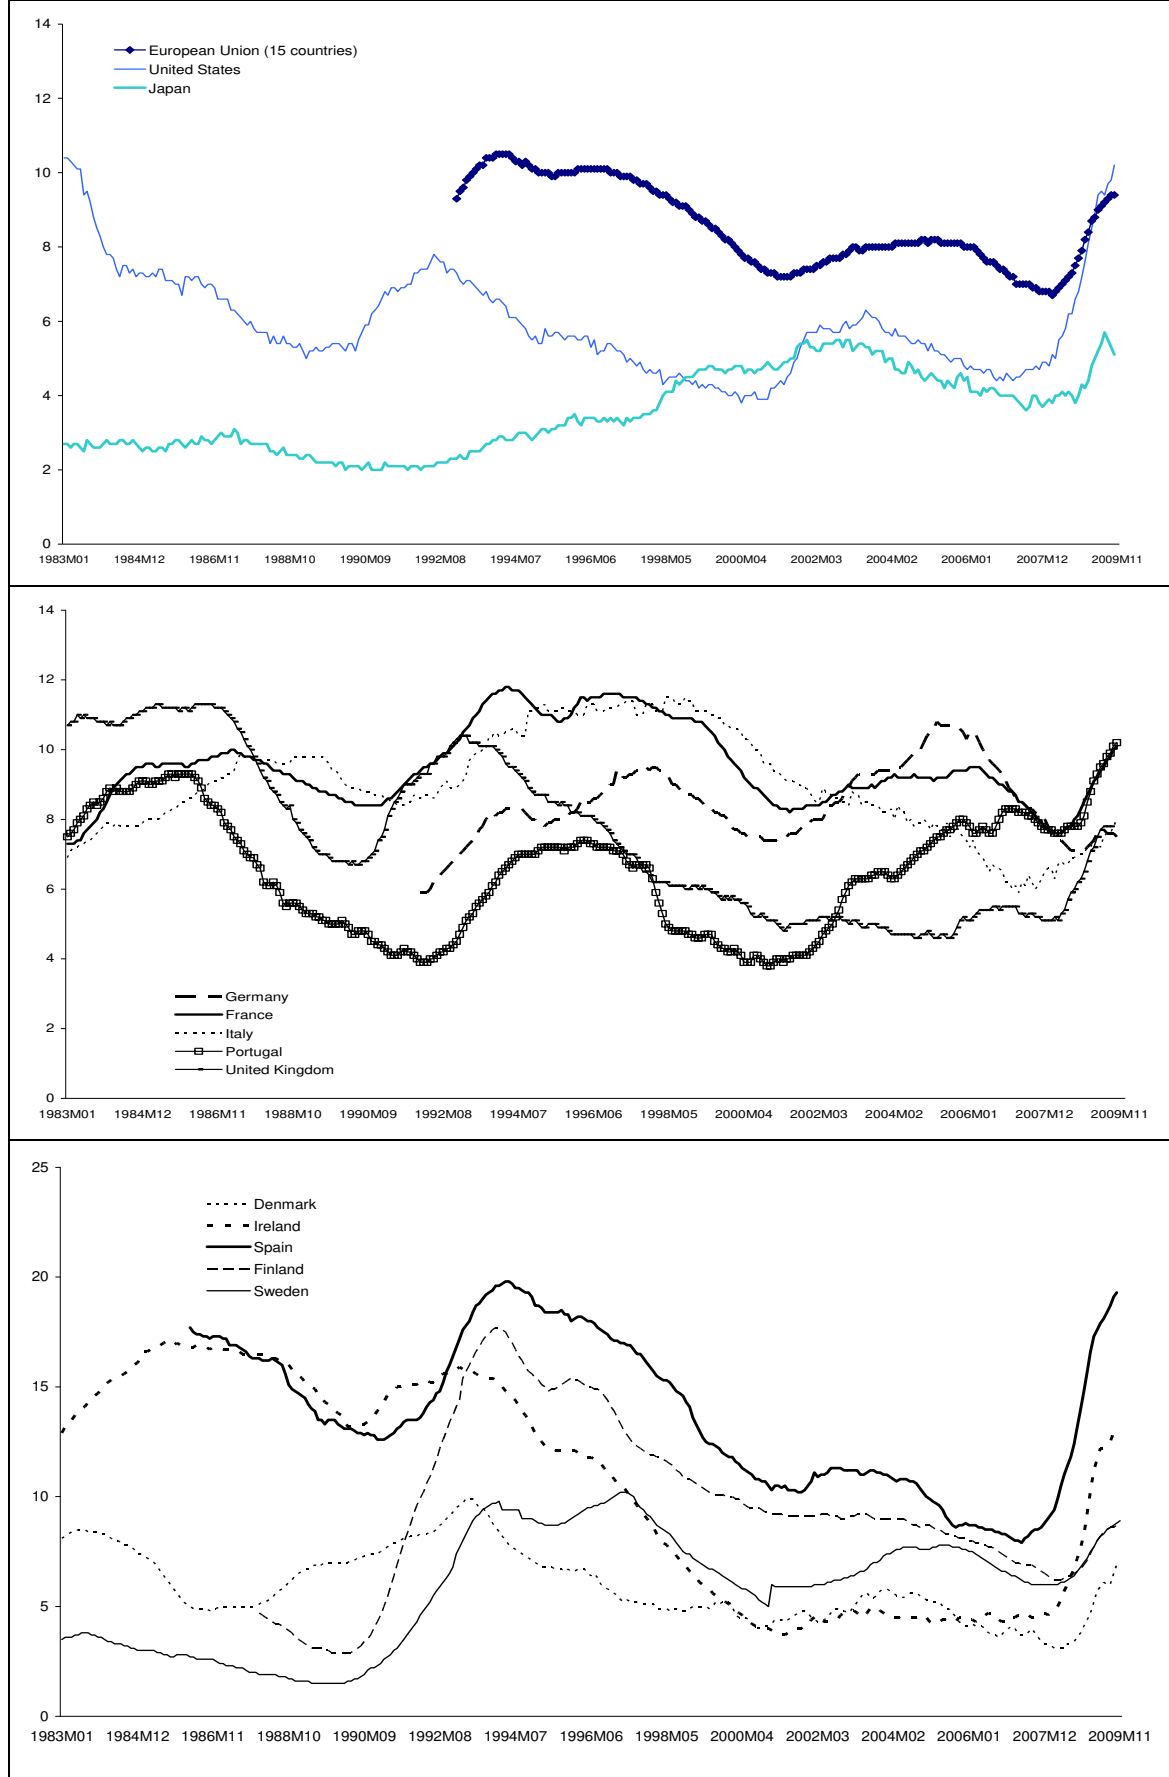 14
European Union (15 countries)
United States
Japan
12
10
8
6
4
2
0
1983M01 1984M12 1986M11 1988M10 1990M09 1992M08 1994M07 1996M06 1998M05 2000M04 2002M03 2004M02 2006M01 2007M12 2009M11
14
12
10
8
6
4
Germany
France
2
Italy
Portugal
United Kingdom
0
1983M01 1984M12 1986M11 1988M10 1990M09 1992M08 1994M07 1996M06 1998M05 2000M04 2002M03 2004M02 2006M01 2007M12 2009M11
25
Denmark
Ireland
Spain
20
Finland
Sweden
15
10
5
0
1983M01 1984M12 1986M11 1988M10 1990M09 1992M08 1994M07 1996M06 1998M05 2000M04 2002M03 2004M02 2006M01 2007M12 2009M11